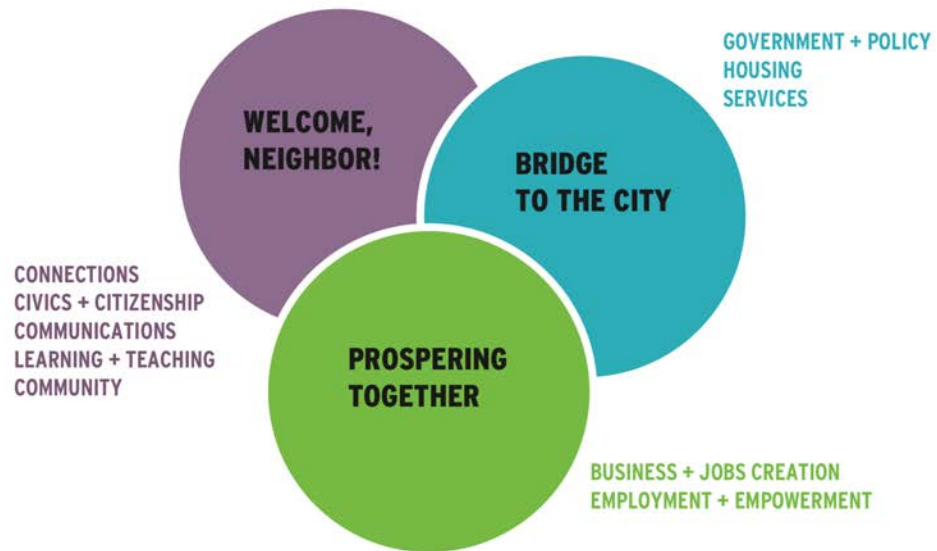 WELCOME,
NEIGHBOR!
GOVERNMENT + POLICY
HOUSING
SERVICES
BRIDGE
TO THE CITY
CONNECTIONS
CIVICS + CITIZENSHIP
COMMUNICATIONS
LEARNING + TEACHING
COMMUNITY
PROSPERING
TOGETHER
BUSINESS + JOBS CREATION
EMPLOYMENT + EMPOWERMENT